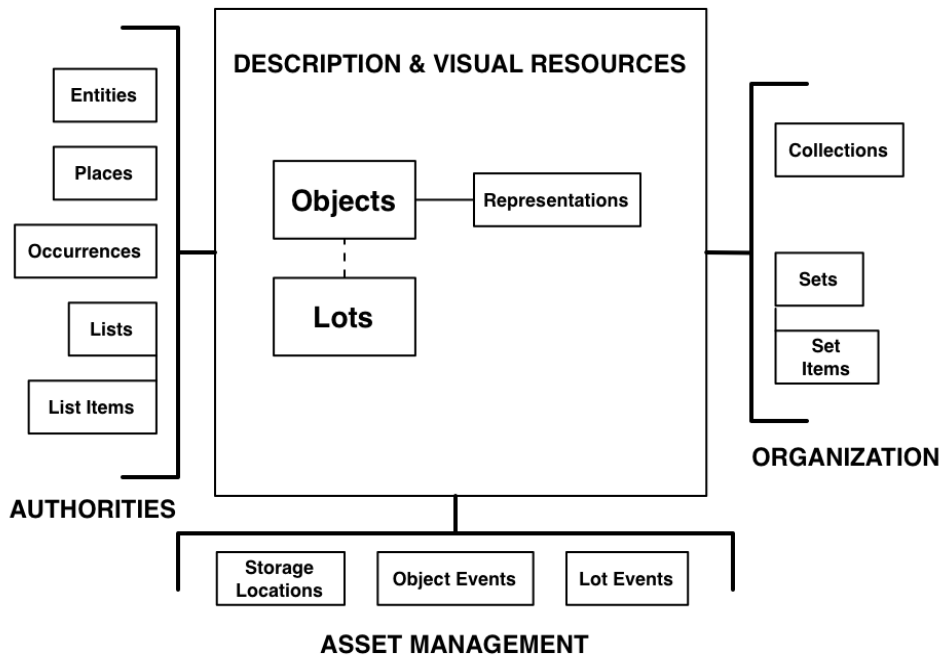 DESCRIPTION & VISUAL RESOURCES
Entities
Places
Occurrences
Lists
List Items
AUTHORITIES
Objects
Representations
Lots
Collections
Sets
Set
Items
ORGANIZATION
Storage
Locations
Object Events
Lot Events
ASSET MANAGEMENT